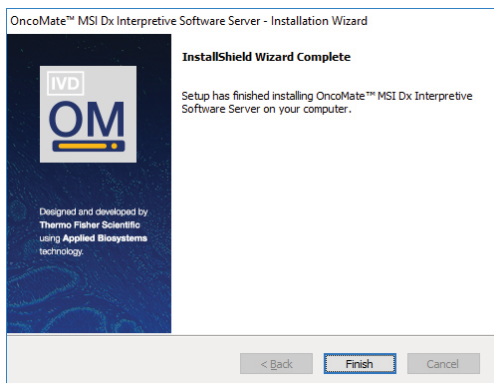 OncoMate™ MSI Dx Interpretive Software Server - Installation Wizard
InstallShield Wizard Complete
Setup has finished installing OncoMate™ MSI Dx Interpretive
Software Server on your computer.
IVD
OM
Designed and developed by
Thermo Fisher Scientific
using Applied Biosystems
technology.
< Back
Finish
Cancel